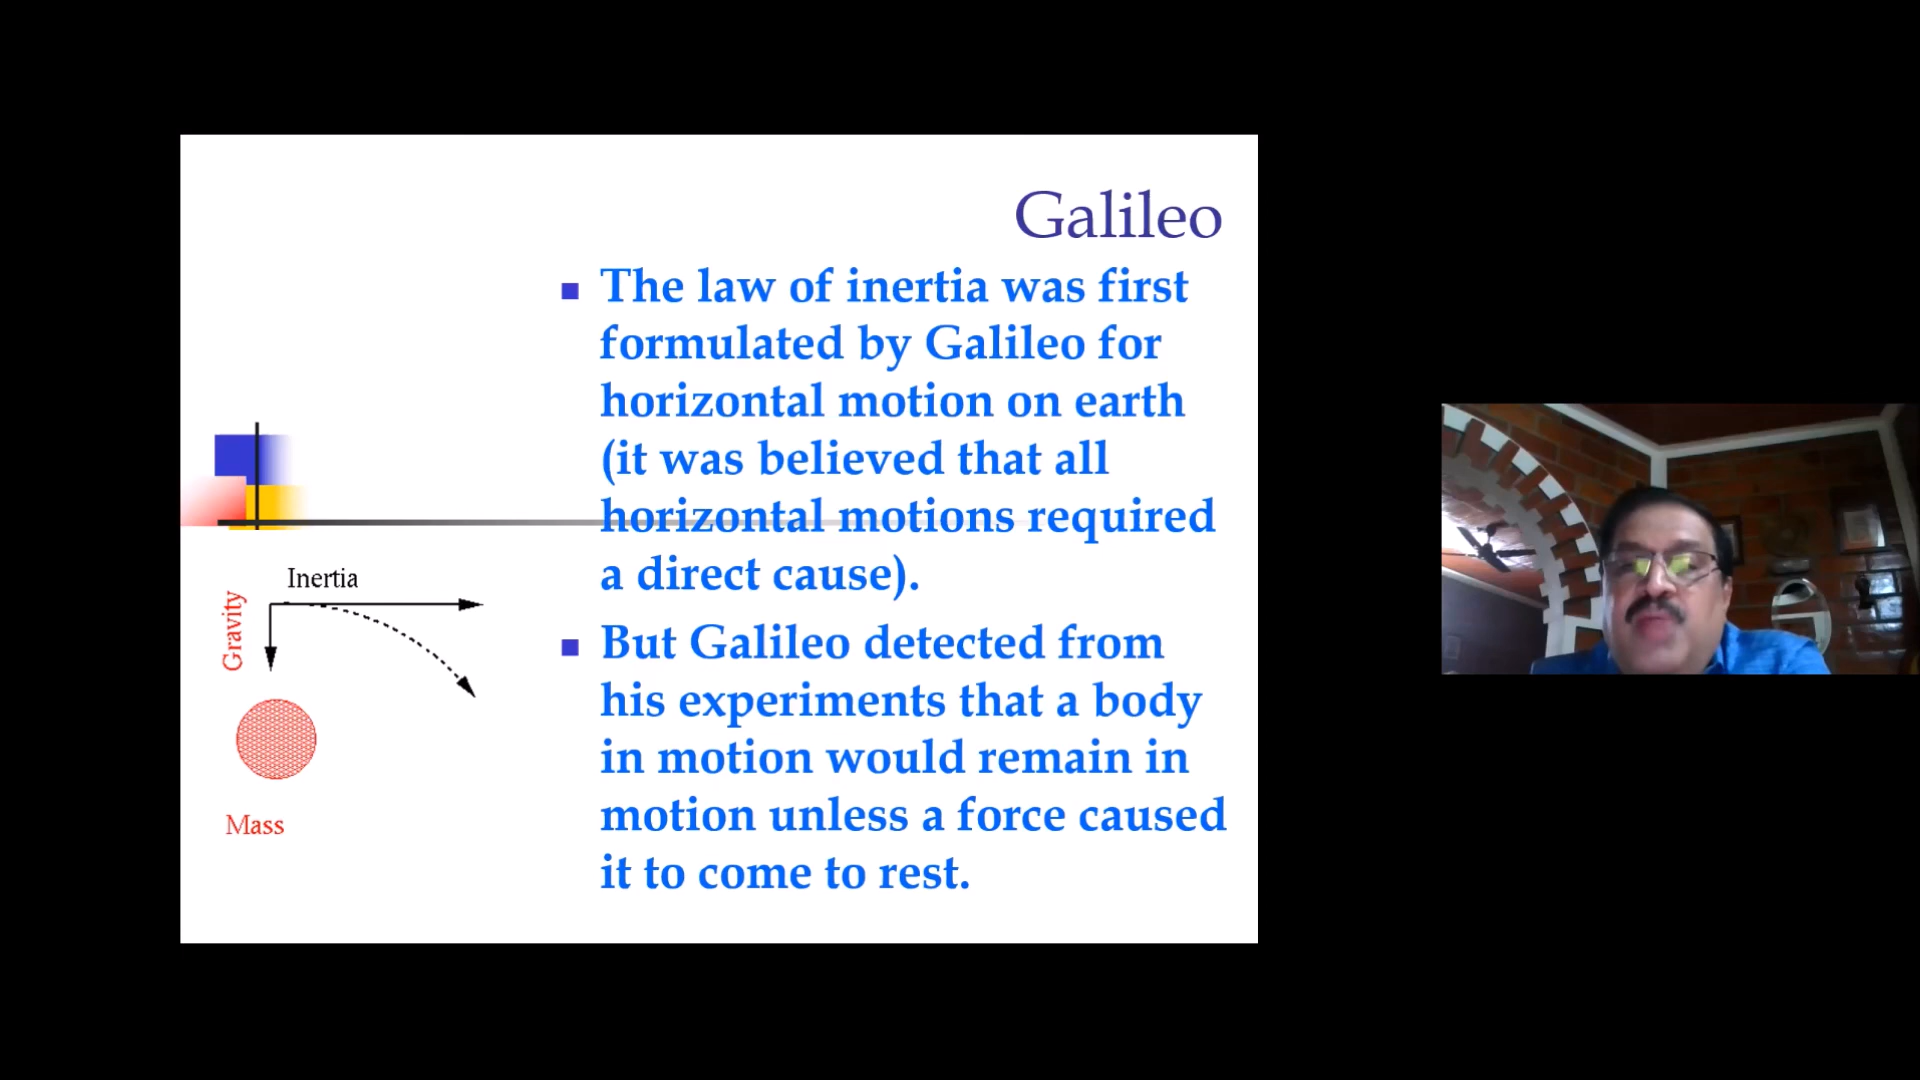 Galileo
The law of inertia was first
formulated by Galileo for
horizontal motion on earth
(it was believed that all
horizontal motions required
a direct cause).
But Galileo detected from
his experiments that a body
in motion would remain in
motion unless a force caused
it to come to rest.
Inertia
Gravity
Mass